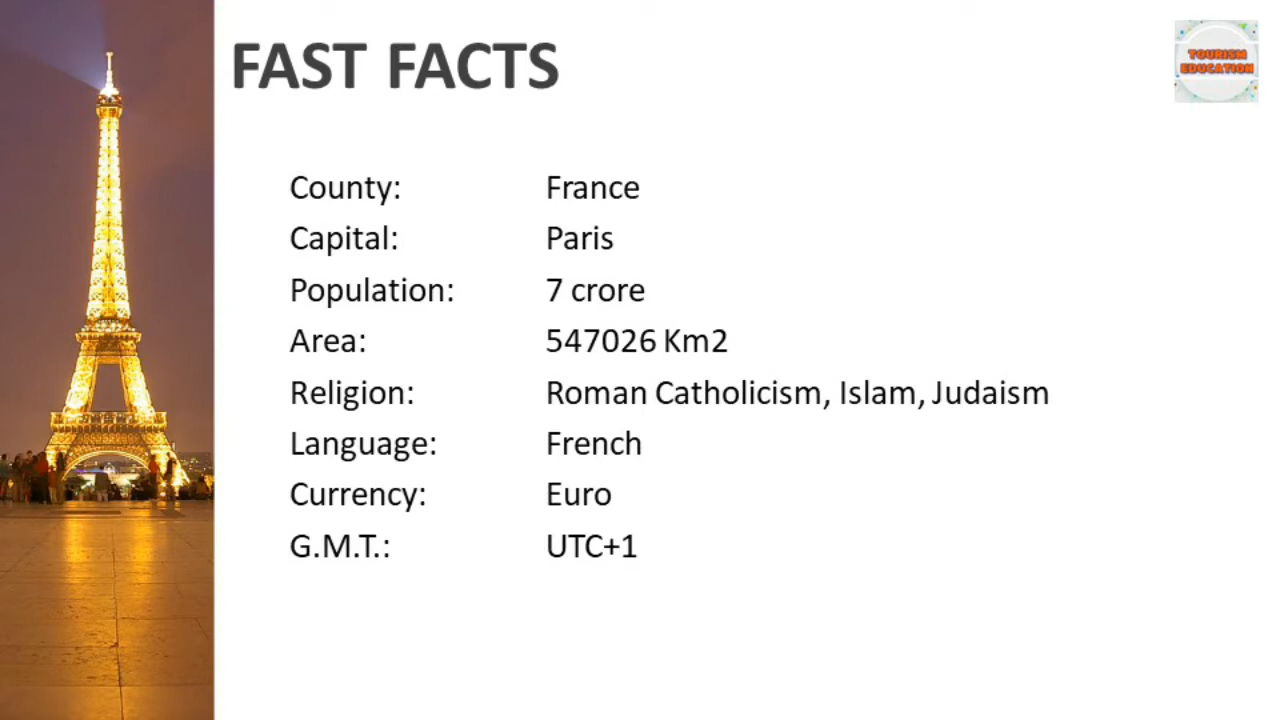 FAST FACTS
TOURISM
EDUCATION
County: France
Capital: Paris
Population: 7 crore
Area: 547026 Km2
Religion: Roman Catholicism, Islam, Judaism
Language: French
Currency: Euro
G.M.T.: UTC+1